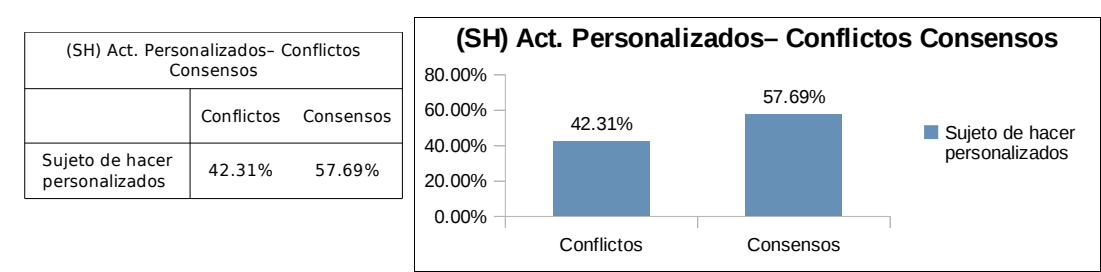 (SH) Act. Personalizados– Conflictos
Consensos
Conflictos Consensos
Sujeto de hacer
personalizados
42.31% 57.69%
(SH) Act. Personalizados– Conflictos Consensos
80.00%
60.00%
40.00%
20.00%
0.00%
42.31%
57.69%
Conflictos
Consensos
Sujeto de hacer
personalizados